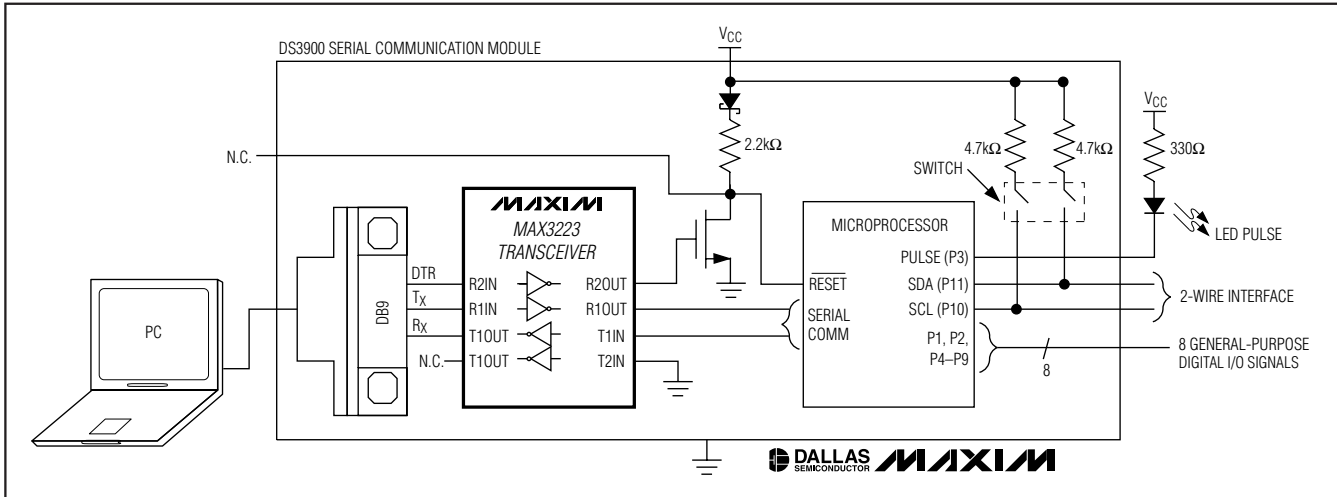 DS3900 SERIAL COMMUNICATION MODULE
VCC
N.C.
2.2kΩ
4.7kΩ
4.7kΩ
SWITCH
VCC
330Ω
LED PULSE
PC
DB9
DTR
TX
RX
N.C.
MAXIM
MAX3223
TRANSCEIVER
R2IN
R1IN
T1OUT
T1OUT
R2OUT
R1OUT
T1IN
T2IN
MICROPROCESSOR
RESET
SERIAL
COMM
PULSE (P3)
SDA (P11)
SCL (P10)
P1, P2,
P4–P9
8
2-WIRE INTERFACE
8 GENERAL-PURPOSE
DIGITAL I/O SIGNALS
DALLAS
SEMICONDUCTOR
MAXIM